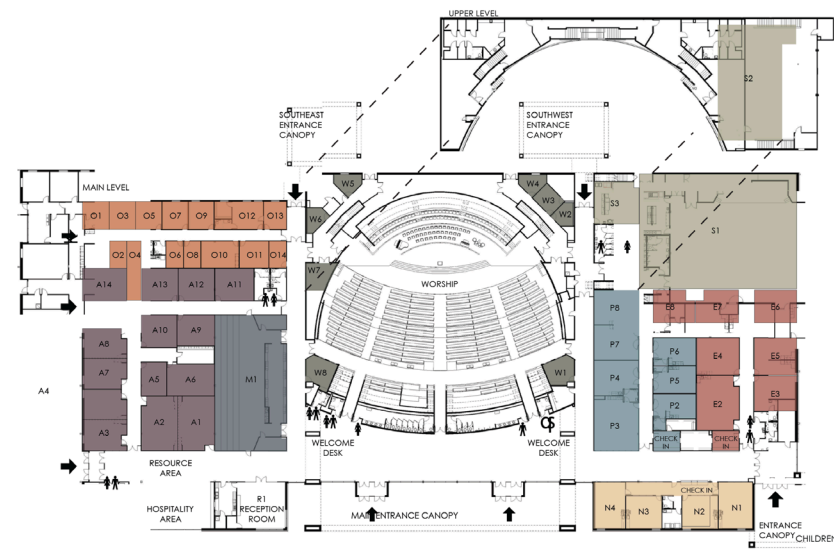 UPPER LEVEL
S2
SOUTHEAST
ENTRANCE
CANOPY
SOUTHWEST
ENTRANCE
CANOPY
MAIN LEVEL
W5
W4
W3
W2
W6
S3
S1
O1
O3
O5
O7
O9
O12
O13
O2
O4
O6
O8
O10
O11
O14
W7
WORSHIP
A14
A13
A12
A11
P8
E8
E7
E6
A10
A9
A8
M1
P7
P6
E4
E5
A7
A5
A6
W8
W1
P4
P5
A4
E2
E3
A3
A2
A1
P3
P2
CHECK
IN
CHECK
IN
WELCOME
DESK
WELCOME
DESK
RESOURCE
AREA
CHECK IN
HOSPITALITY
AREA
R1
RECEPTION
ROOM
MAIN ENTRANCE CANOPY
N4
N3
N2
N1
ENTRANCE
CANOPY
CHILDREN